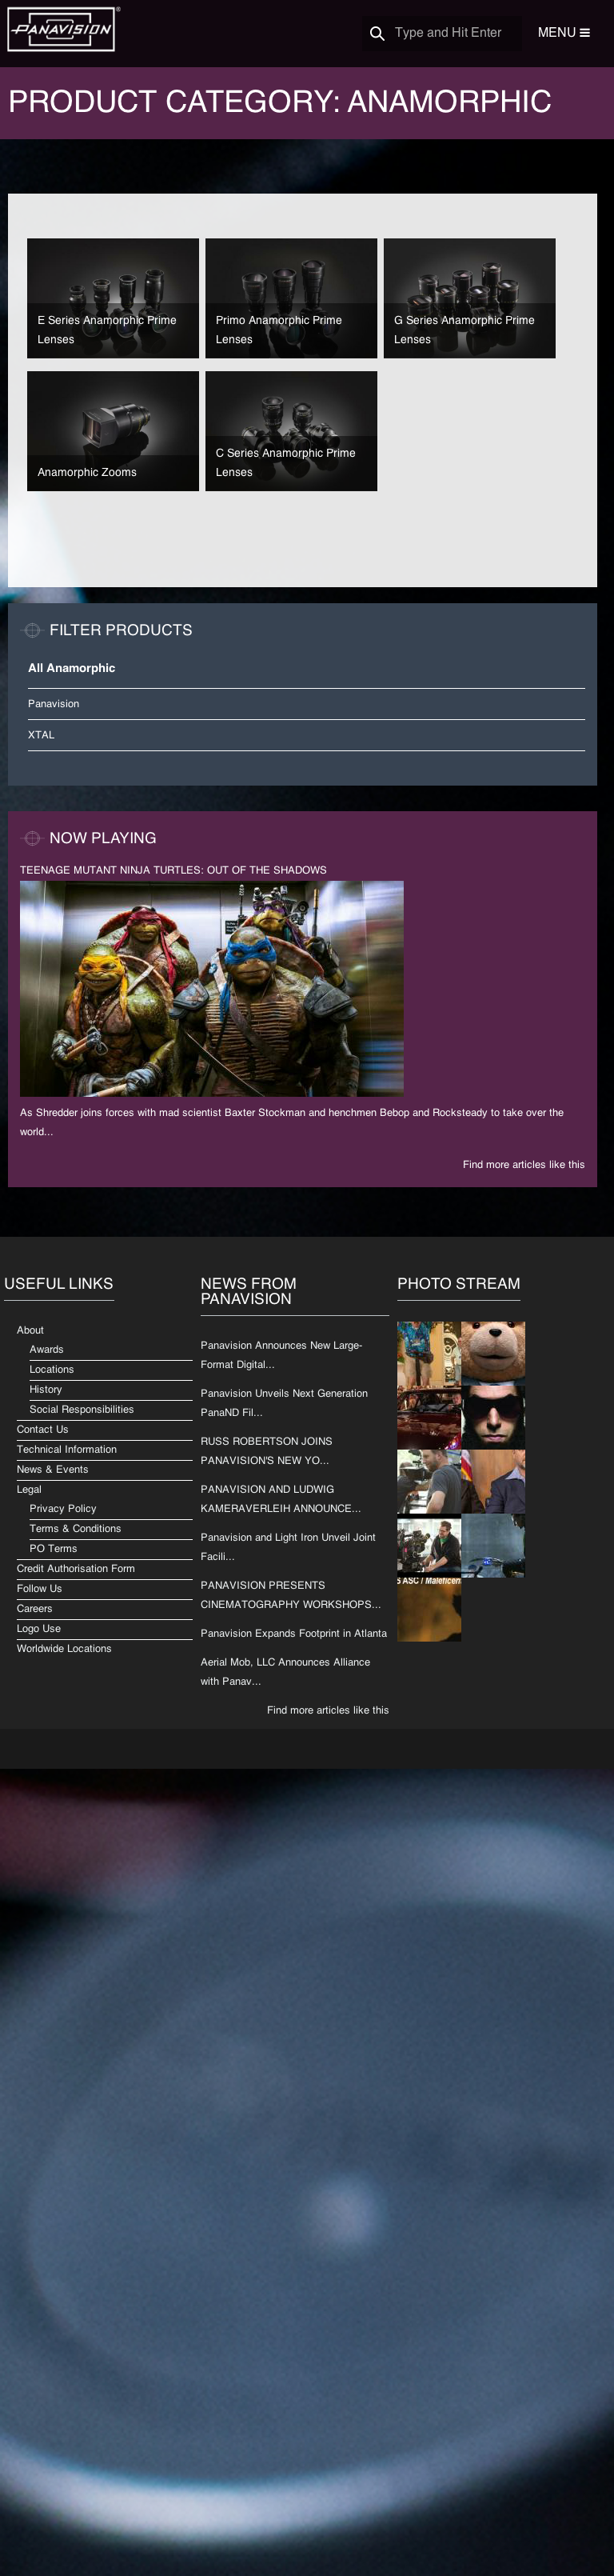 PANAVISION®
Type and Hit Enter
MENU
PRODUCT CATEGORY: ANAMORPHIC
E Series Anamorphic Prime
Lenses
Primo Anamorphic Prime
Lenses
G Series Anamorphic Prime
Lenses
Anamorphic Zooms
C Series Anamorphic Prime
Lenses
FILTER PRODUCTS
All Anamorphic
Panavision
XTAL
NOW PLAYING
TEENAGE MUTANT NINJA TURTLES: OUT OF THE SHADOWS
As Shredder joins forces with mad scientist Baxter Stockman and henchmen Bebop and Rocksteady to take over the
world...
Find more articles like this
USEFUL LINKS
About
Awards
Locations
History
Social Responsibilities
Contact Us
Technical Information
News & Events
Legal
Privacy Policy
Terms & Conditions
PO Terms
Credit Authorisation Form
Follow Us
Careers
Logo Use
Worldwide Locations
NEWS FROM
PANAVISION
Panavision Announces New Large-
Format Digital...
Panavision Unveils Next Generation
PanaND Fil...
RUSS ROBERTSON JOINS
PANAVISION'S NEW YO...
PANAVISION AND LUDWIG
KAMERAVERLEIH ANNOUNCE...
Panavision and Light Iron Unveil Joint
Facili...
PANAVISION PRESENTS
CINEMATOGRAPHY WORKSHOPS...
Panavision Expands Footprint in Atlanta
Aerial Mob, LLC Announces Alliance
with Panav...
Find more articles like this
PHOTO STREAM
S ASC / Maleficen